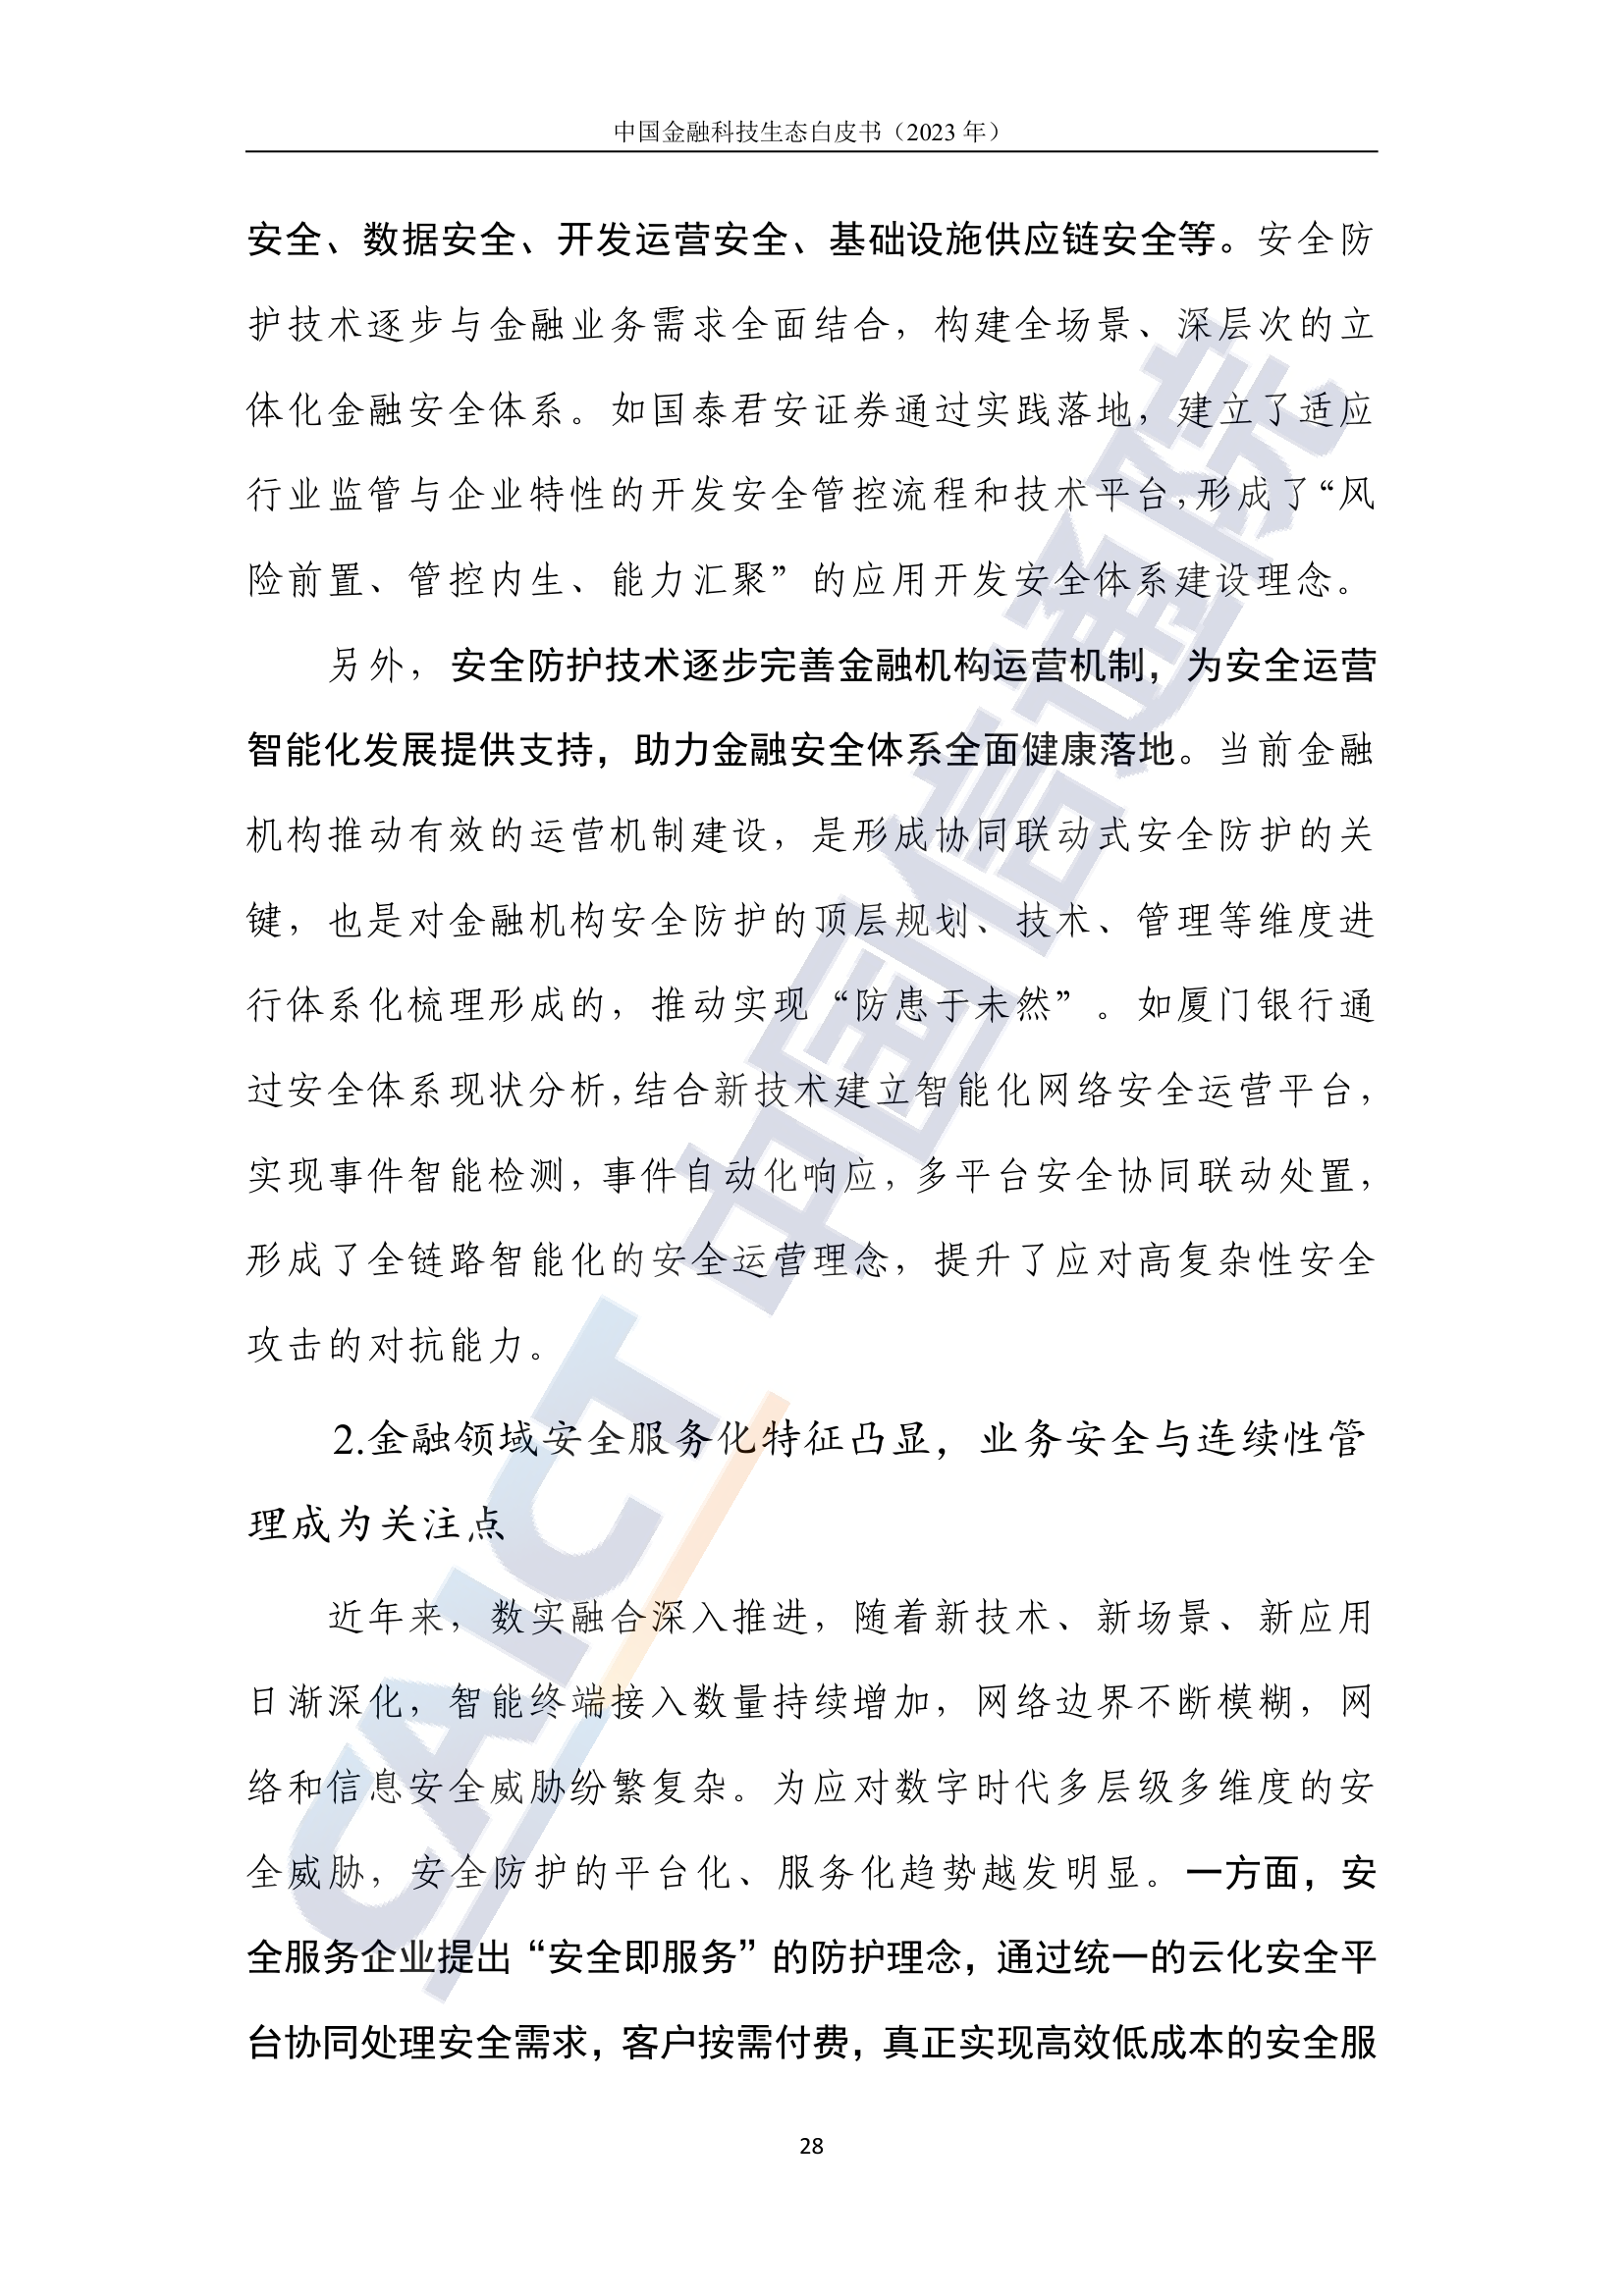 中国金融科技生态白皮书（2023 年）
安全、数据安全、开发运营安全、基础设施供应链安全等。安全防
护技术逐步与金融业务需求全面结合，构建全场景、深层次的立
体化金融安全体系。如国泰君安证券通过实践落地，建立了适应
行业监管与企业特性的开发安全管控流程和技术平台，形成了“风
险前置、管控内生、能力汇聚”的应用开发安全体系建设理念。
另外，安全防护技术逐步完善金融机构运营机制，为安全运营
智能化发展提供支持，助力金融安全体系全面健康落地。当前金融
机构推动有效的运营机制建设，是形成协同联动式安全防护的关
键，也是对金融机构安全防护的顶层规划、技术、管理等维度进
行体系化梳理形成的，推动实现“防患于未然”。如厦门银行通
过安全体系现状分析，结合新技术建立智能化网络安全运营平台，
实现事件智能检测，事件自动化响应，多平台安全协同联动处置，
形成了全链路智能化的安全运营理念，提升了应对高复杂性安全
攻击的对抗能力。
2.金融领域安全服务化特征凸显，业务安全与连续性管
理成为关注点
近年来，数实融合深入推进，随着新技术、新场景、新应用
日渐深化，智能终端接入数量持续增加，网络边界不断模糊，网
络和信息安全威胁纷繁复杂。为应对数字时代多层级多维度的安
全威胁，安全防护的平台化、服务化趋势越发明显。一方面，安
全服务企业提出“安全即服务”的防护理念，通过统一的云化安全平
台协同处理安全需求，客户按需付费，真正实现高效低成本的安全服
28
CAICT 中国信通院